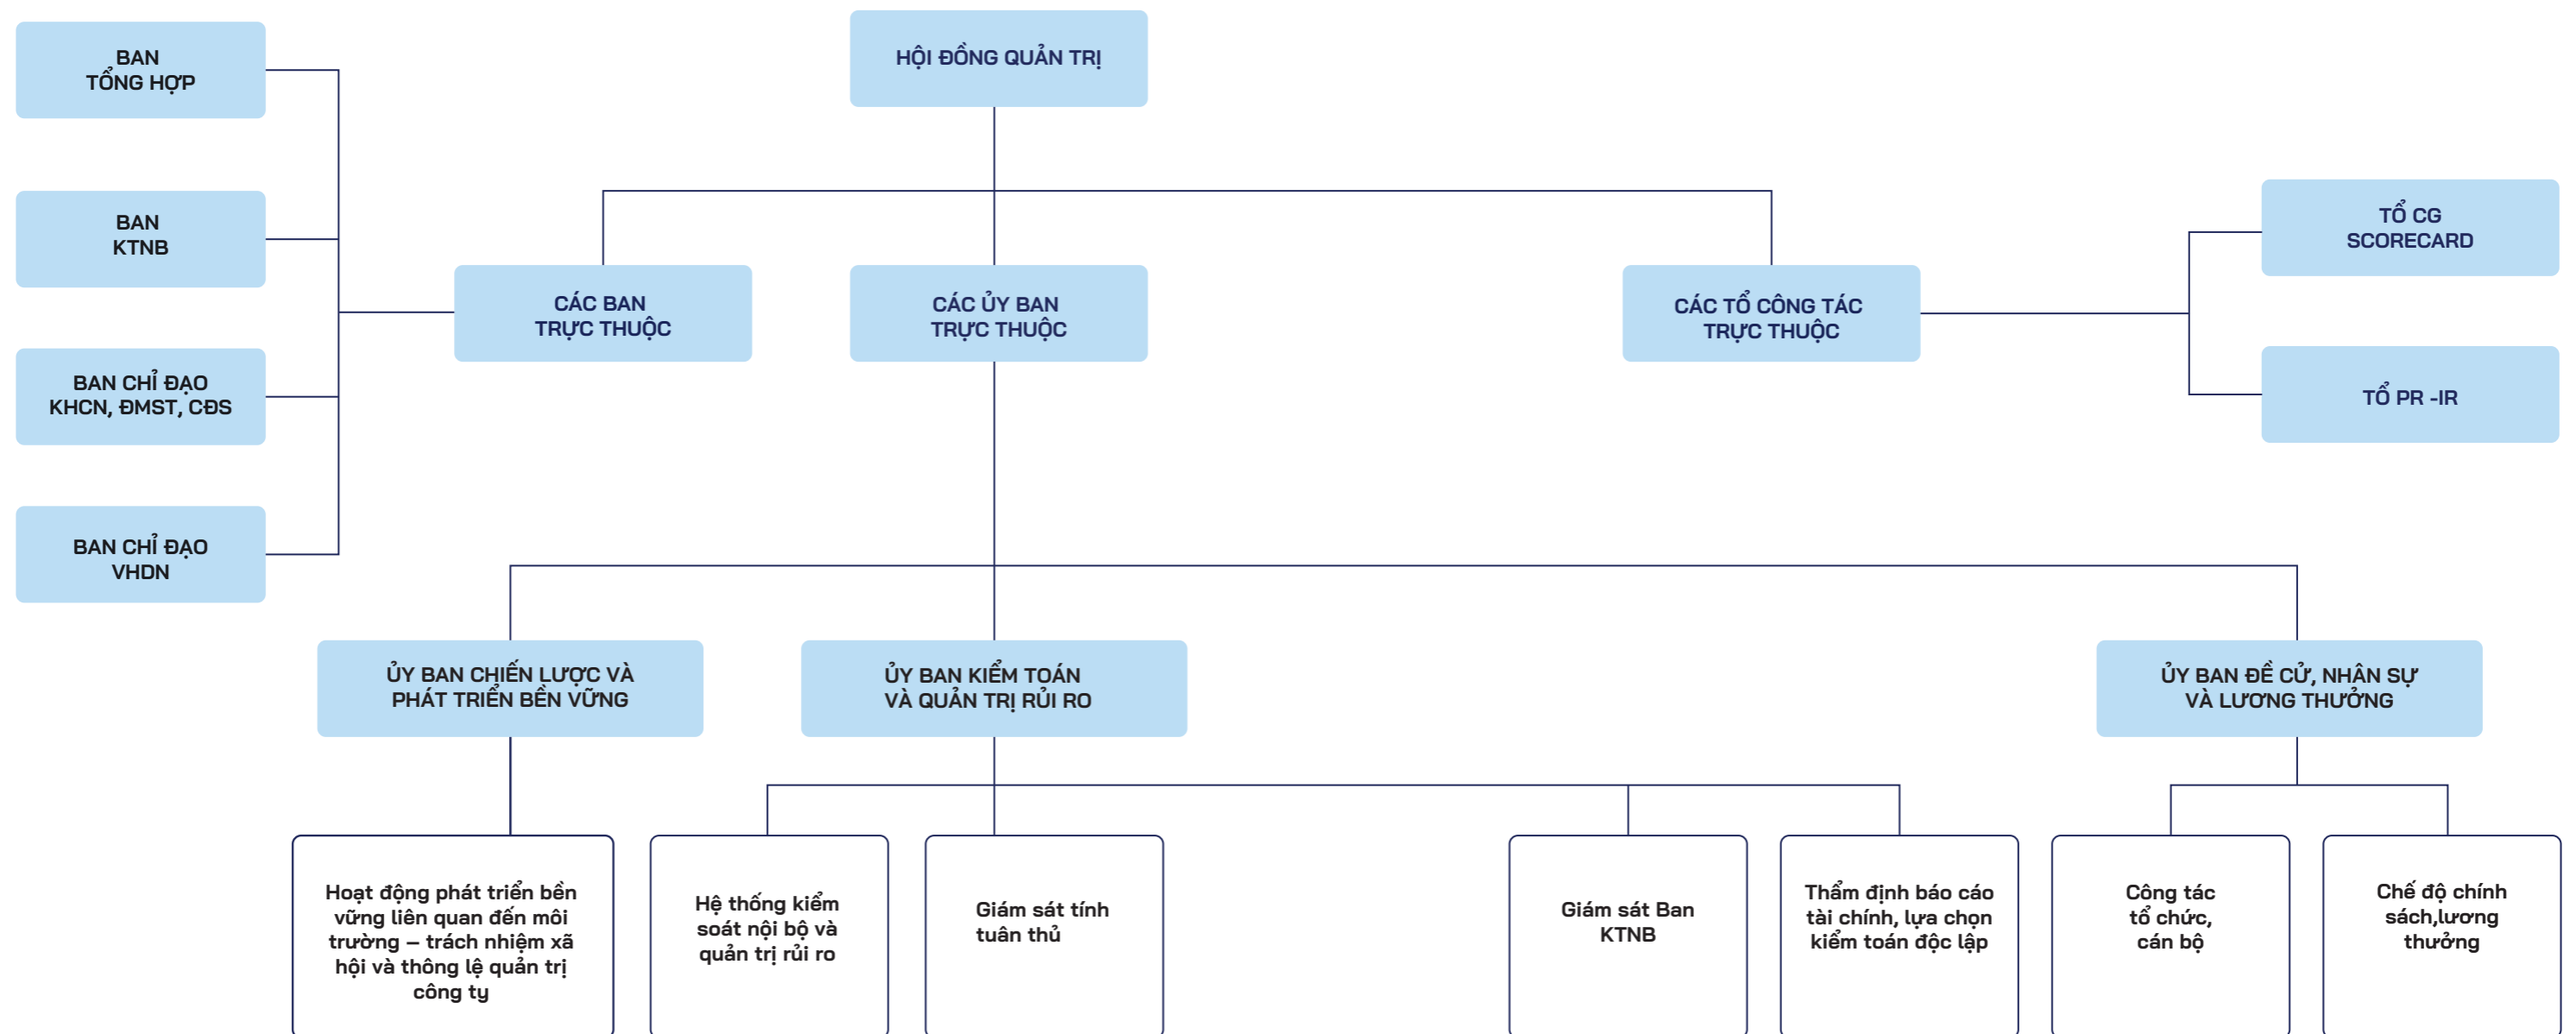 HỘI ĐỒNG QUẢN TRỊ
BAN
TỔNG HỢP
BAN
KTNB
BAN CHỈ ĐẠO
KHCN, ĐMST, CĐS
BAN CHỈ ĐẠO
VHDN
CÁC BAN
TRỰC THUỘC
CÁC ỦY BAN
TRỰC THUỘC
CÁC TỔ CÔNG TÁC
TRỰC THUỘC
TỔ CG
SCORECARD
TỔ PR -IR
ỦY BAN CHIẾN LƯỢC VÀ
PHÁT TRIỂN BỀN VỮNG
ỦY BAN KIỂM TOÁN
VÀ QUẢN TRỊ RỦI RO
ỦY BAN ĐỀ CỬ, NHÂN SỰ
VÀ LƯƠNG THƯỞNG
Hoạt động phát triển bền
vững liên quan đến môi
trường – trách nhiệm xã
hội và thông lệ quản trị
công ty
Hệ thống kiểm
soát nội bộ và
quản trị rủi ro
Giám sát tính
tuân thủ
Giám sát Ban
KTNB
Thẩm định báo cáo
tài chính, lựa chọn
kiểm toán độc lập
Công tác
tổ chức,
cán bộ
Chế độ chính
sách,lương
thưởng